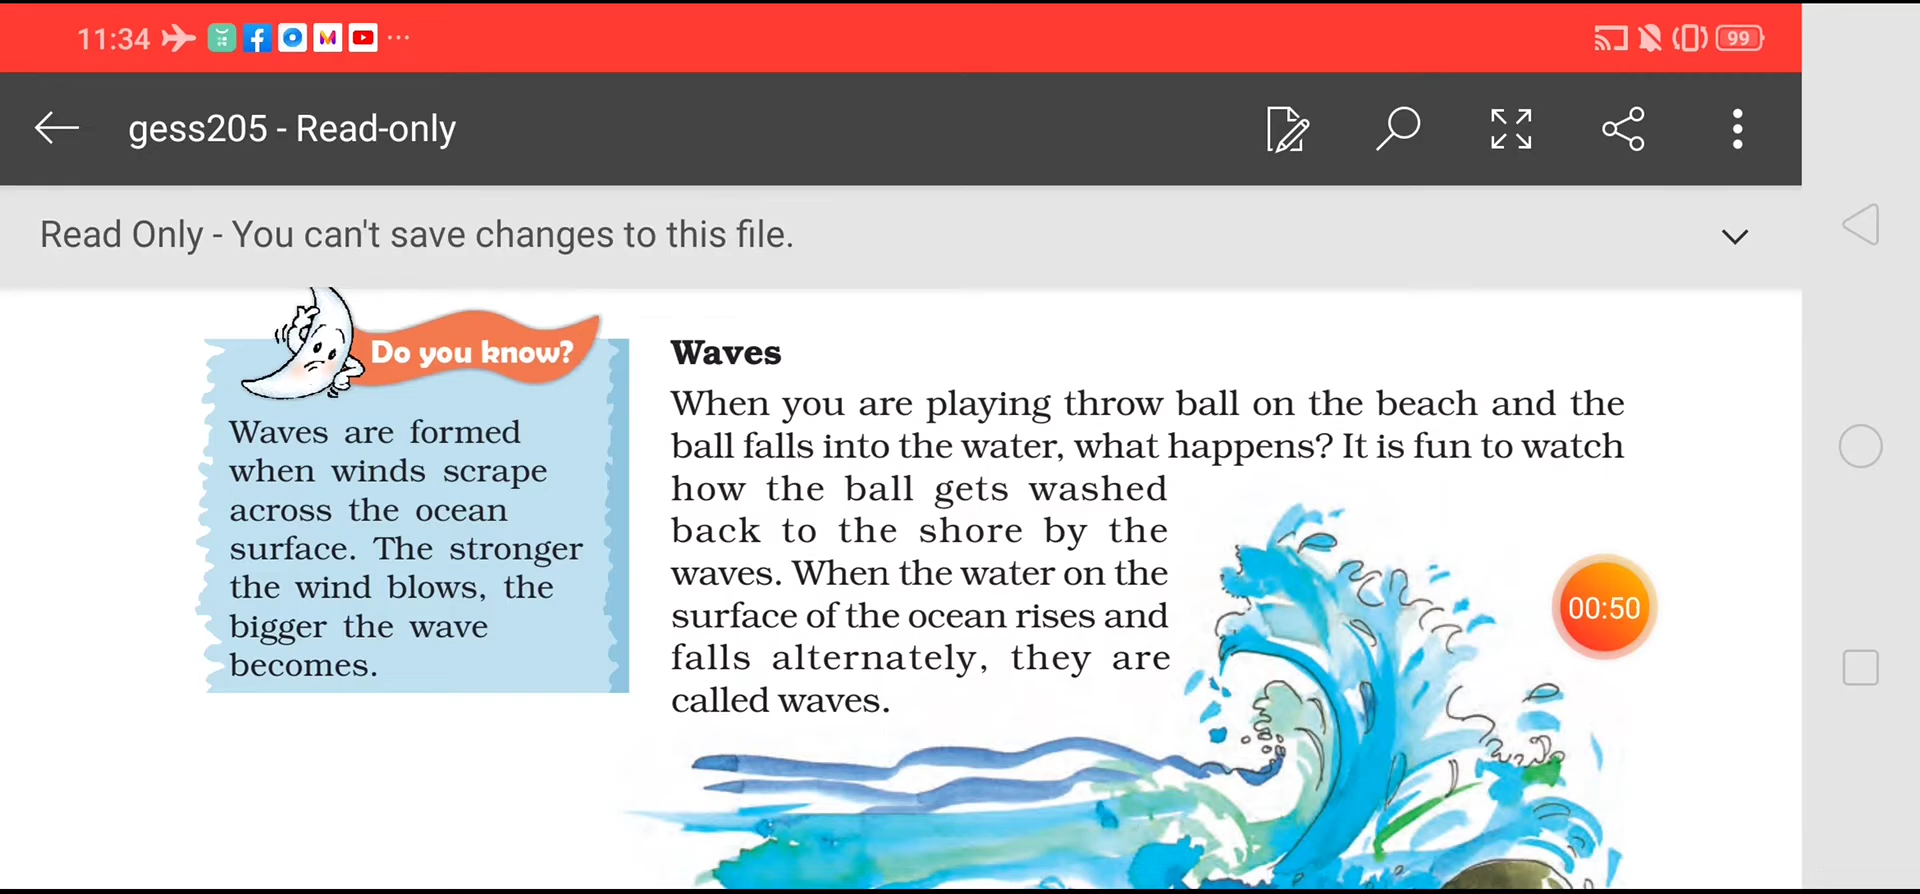 11:34
99
gess205 - Read-only
Read Only - You can't save changes to this file.
Do you know?
Waves are formed
when winds scrape
across the ocean
surface. The stronger
the wind blows, the
bigger the wave
becomes.
Waves
When you are playing throw ball on the beach and the
ball falls into the water, what happens? It is fun to watch
how the ball gets washed
back to the shore by the
waves. When the water on the
surface of the ocean rises and
falls alternately, they are
called waves.
00:50